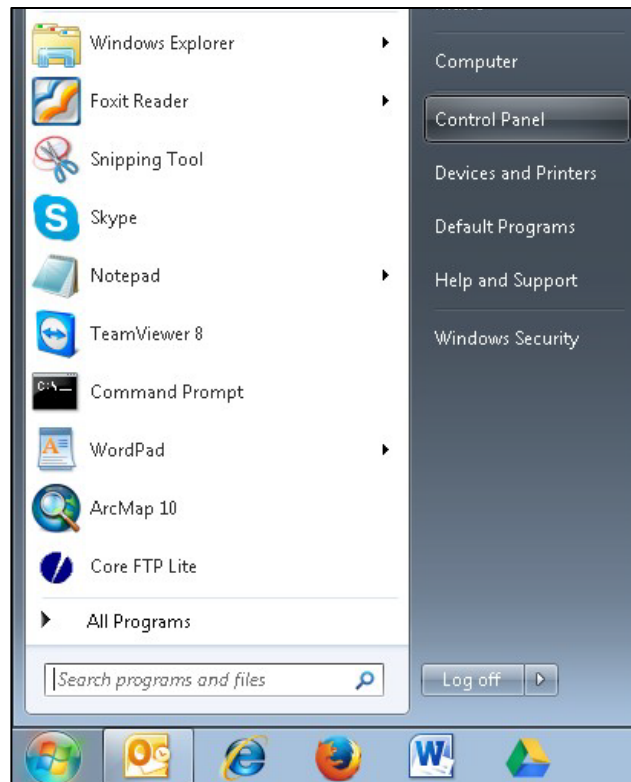 Windows Explorer
Foxit Reader
Snipping Tool
Skype
Notepad
TeamViewer 8
Command Prompt
WordPad
ArcMap 10
Core FTP Lite
All Programs
Search programs and files
Computer
Control Panel
Devices and Printers
Default Programs
Help and Support
Windows Security
Log off